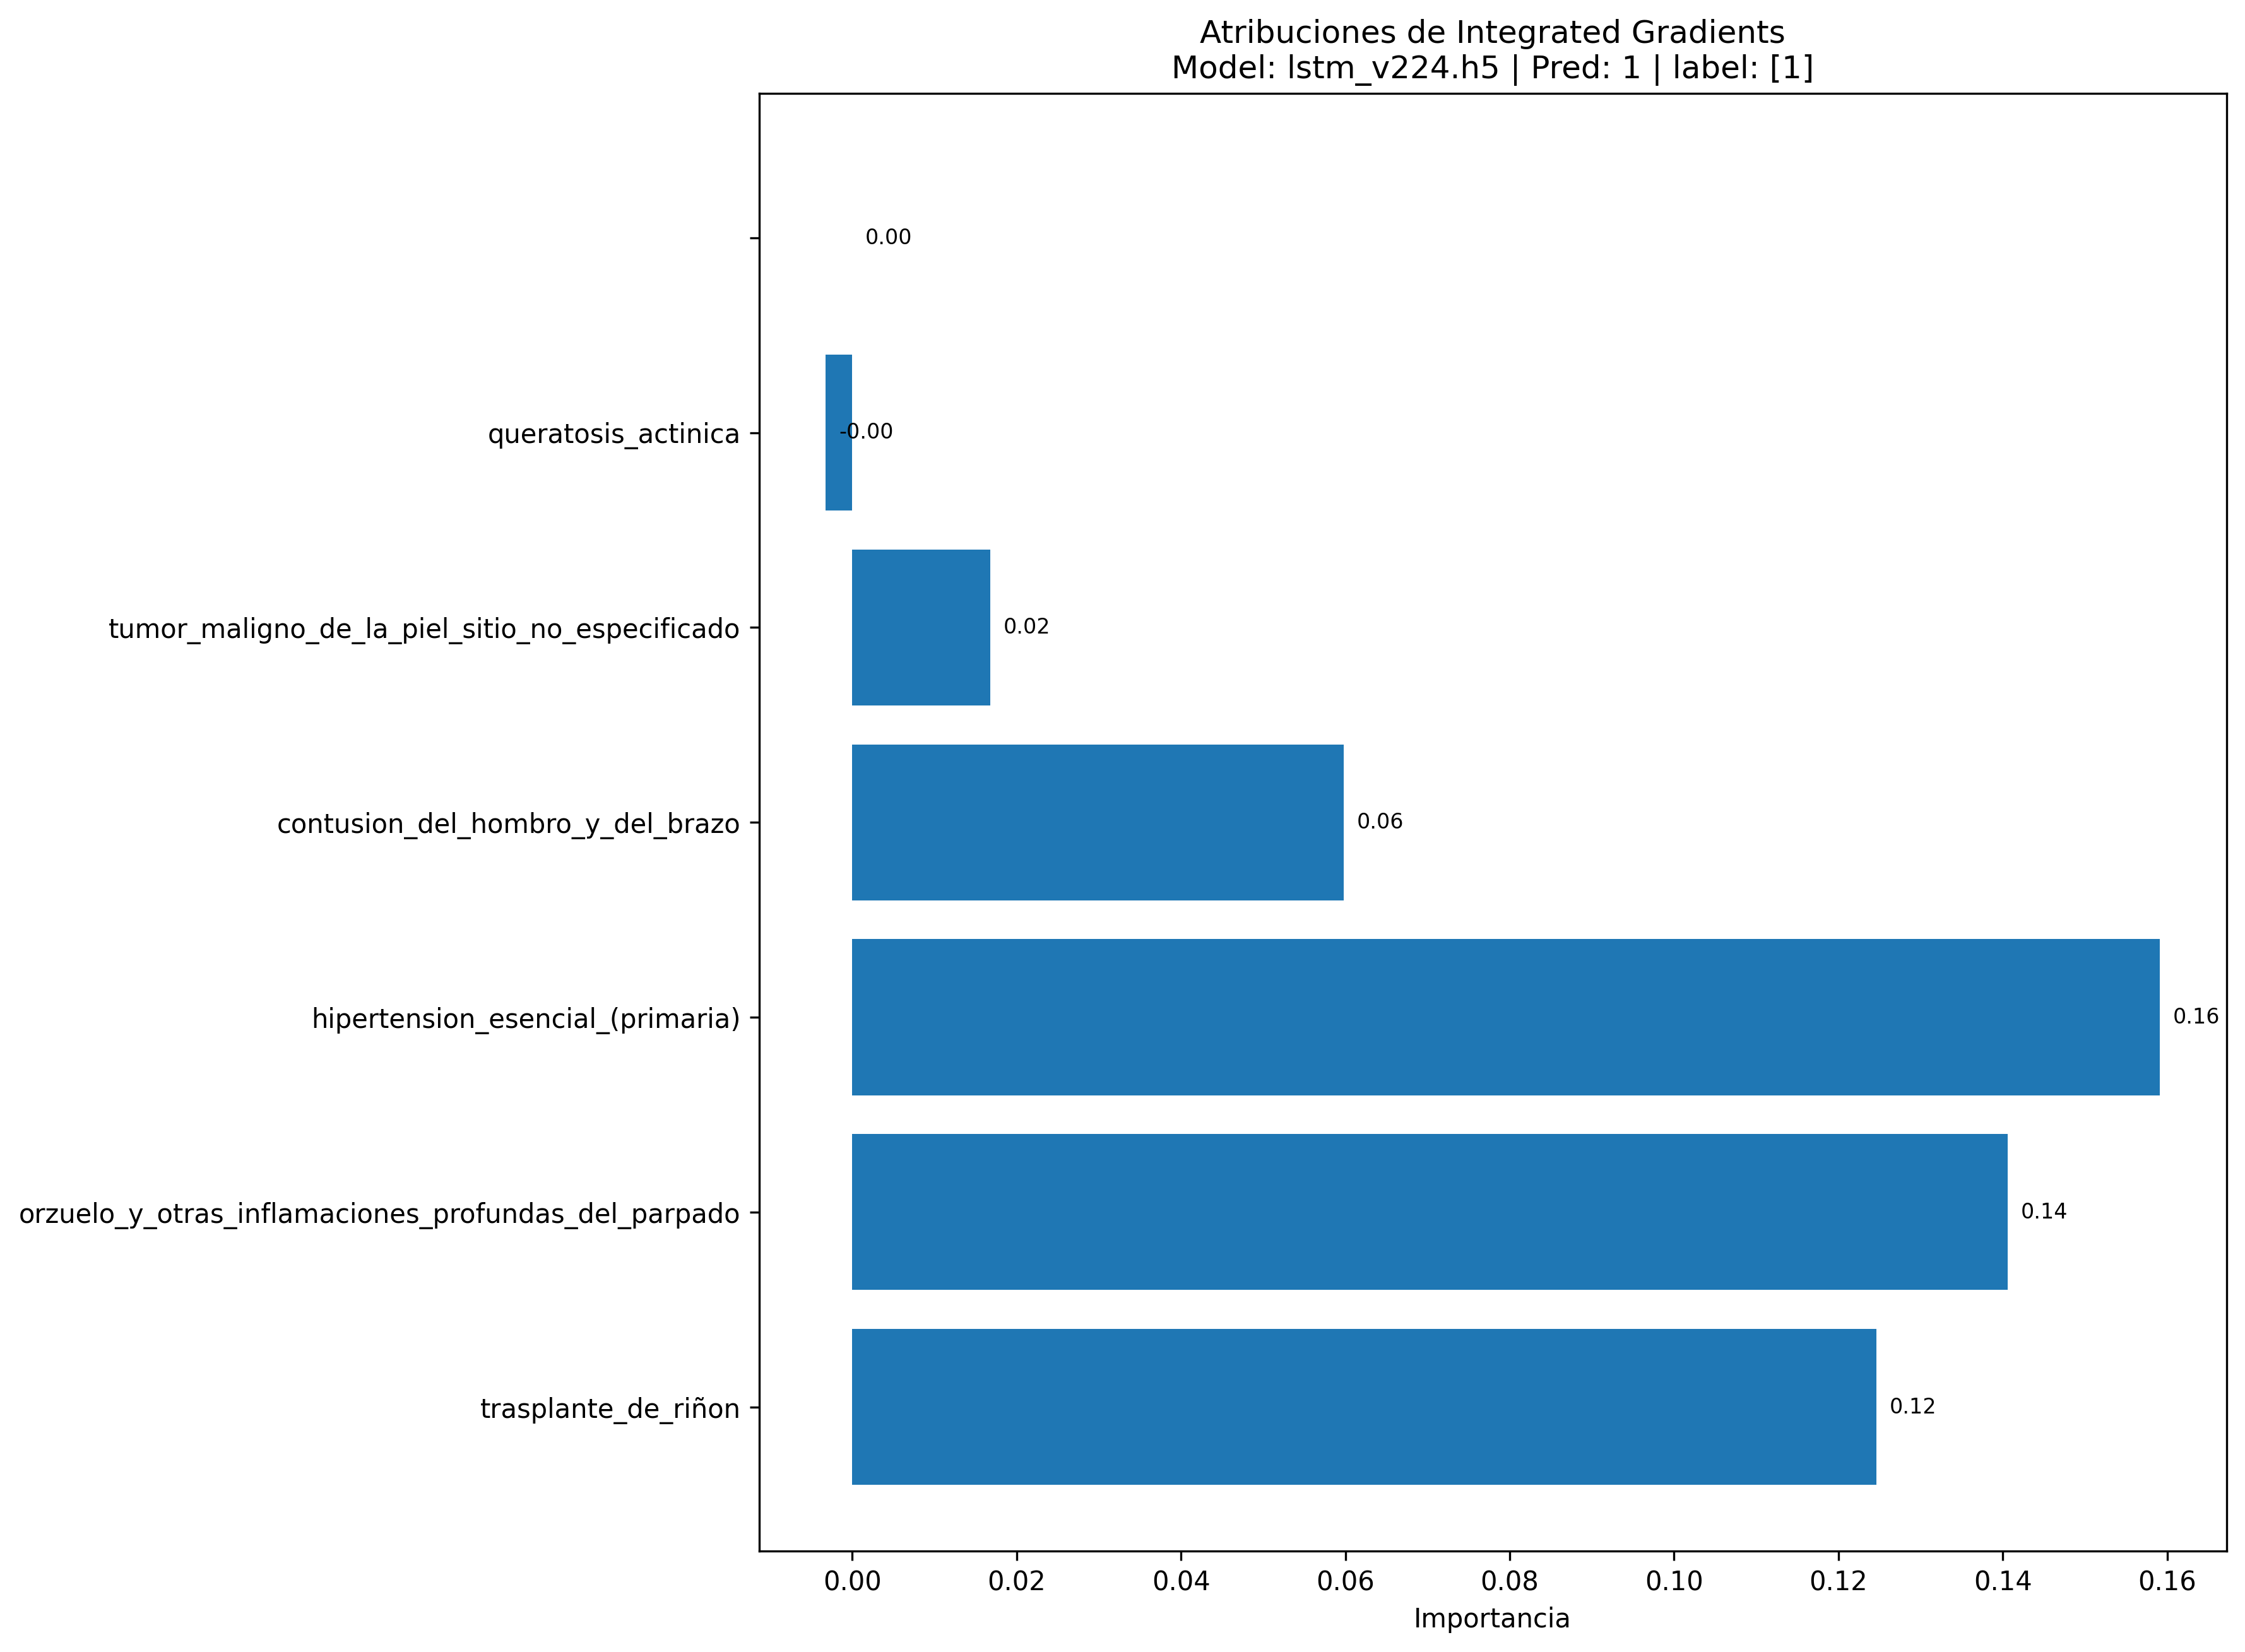 Atribuciones de Integrated Gradients
Model: lstm_v224.h5 | Pred: 1 | label: [1]
0.00
queratosis_actinica
-0.00
tumor_maligno_de_la_piel_sitio_no_especificado
0.02
contusion_del_hombro_y_del_brazo
0.06
hipertension_esencial_(primaria)
0.16
orzuelo_y_otras_inflamaciones_profundas_del_parpado
0.14
trasplante_de_riñon
0.12
0.00 0.02 0.04 0.06 0.08 0.10 0.12 0.14 0.16
Importancia